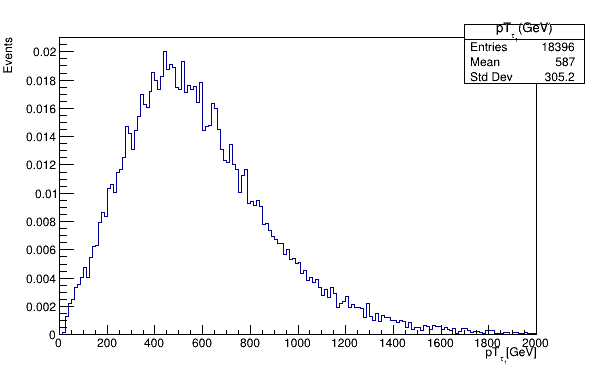 pT_τ₁(GeV)
Entries 18396
Mean 587
Std Dev 305.2
Events
0.02
0.018
0.016
0.014
0.012
0.01
0.008
0.006
0.004
0.002
0
0 200 400 600 800 1000 1200 1400 1600 1800 2000
pT_τ₁[GeV]